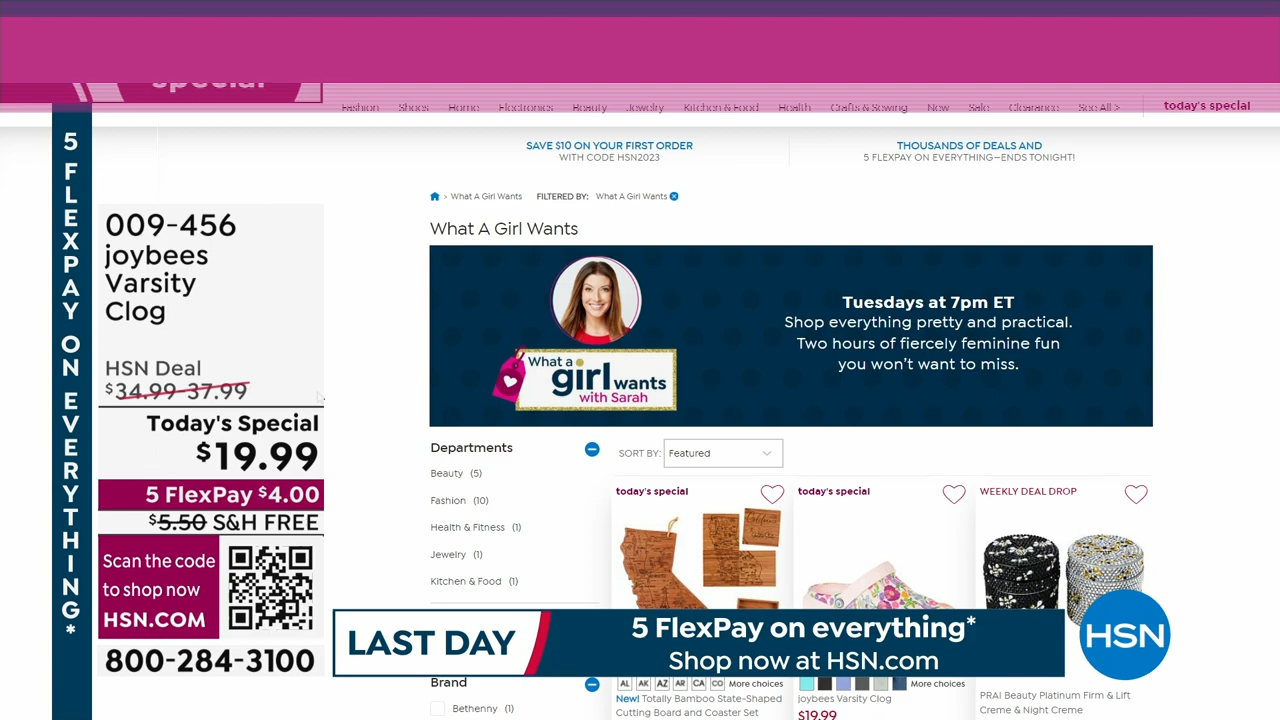 special
Fashion Shoes Home Electronics Beauty Jewelry Kitchen & Food Health Crafts & Sewing New Sale Clearance See All > today's special
5 FLEXPAY ON EVERYTHING*
SAVE $10 ON YOUR FIRST ORDER
WITH CODE HSN2023
THOUSANDS OF DEALS AND
5 FLEXPAY ON EVERYTHING—ENDS TONIGHT!
009-456
joybees
Varsity
Clog
HSN Deal
$34.99-37.99
Today's Special
$19.99
5 FlexPay $4.00
$5.50 S&H FREE
Scan the code
to shop now
HSN.COM
800-284-3100
> What A Girl Wants FILTERED BY: What A Girl Wants
What A Girl Wants
What a
girl wants
with Sarah
Tuesdays at 7pm ET
Shop everything pretty and practical.
Two hours of fiercely feminine fun
you won't want to miss.
Departments
Beauty (5)
Fashion (10)
Health & Fitness (1)
Jewelry (1)
Kitchen & Food (1)
SORT BY: Featured
today's special
today's special
WEEKLY DEAL DROP
LAST DAY
5 FlexPay on everything*
Shop now at HSN.com
HSN
Brand
Bethenny (1)
AL AK AZ AR CA CO More choices
New! Totally Bamboo State-Shaped
Cutting Board and Coaster Set
More choices
joybees Varsity Clog
$19.99
PRAI Beauty Platinum Firm & Lift
Creme & Night Creme